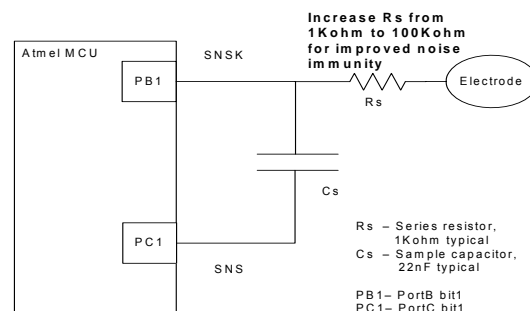 Increase Rs from
1Kohm to 100Kohm
for improved noise
immunity
Atmel MCU
SNSK
PB1
Rs
Electrode
Cs
PC1
SNS
Rs – Series resistor,
1Kohm typical
Cs – Sample capacitor,
22nF typical
PB1– PortB bit1
PC1– PortC bit1